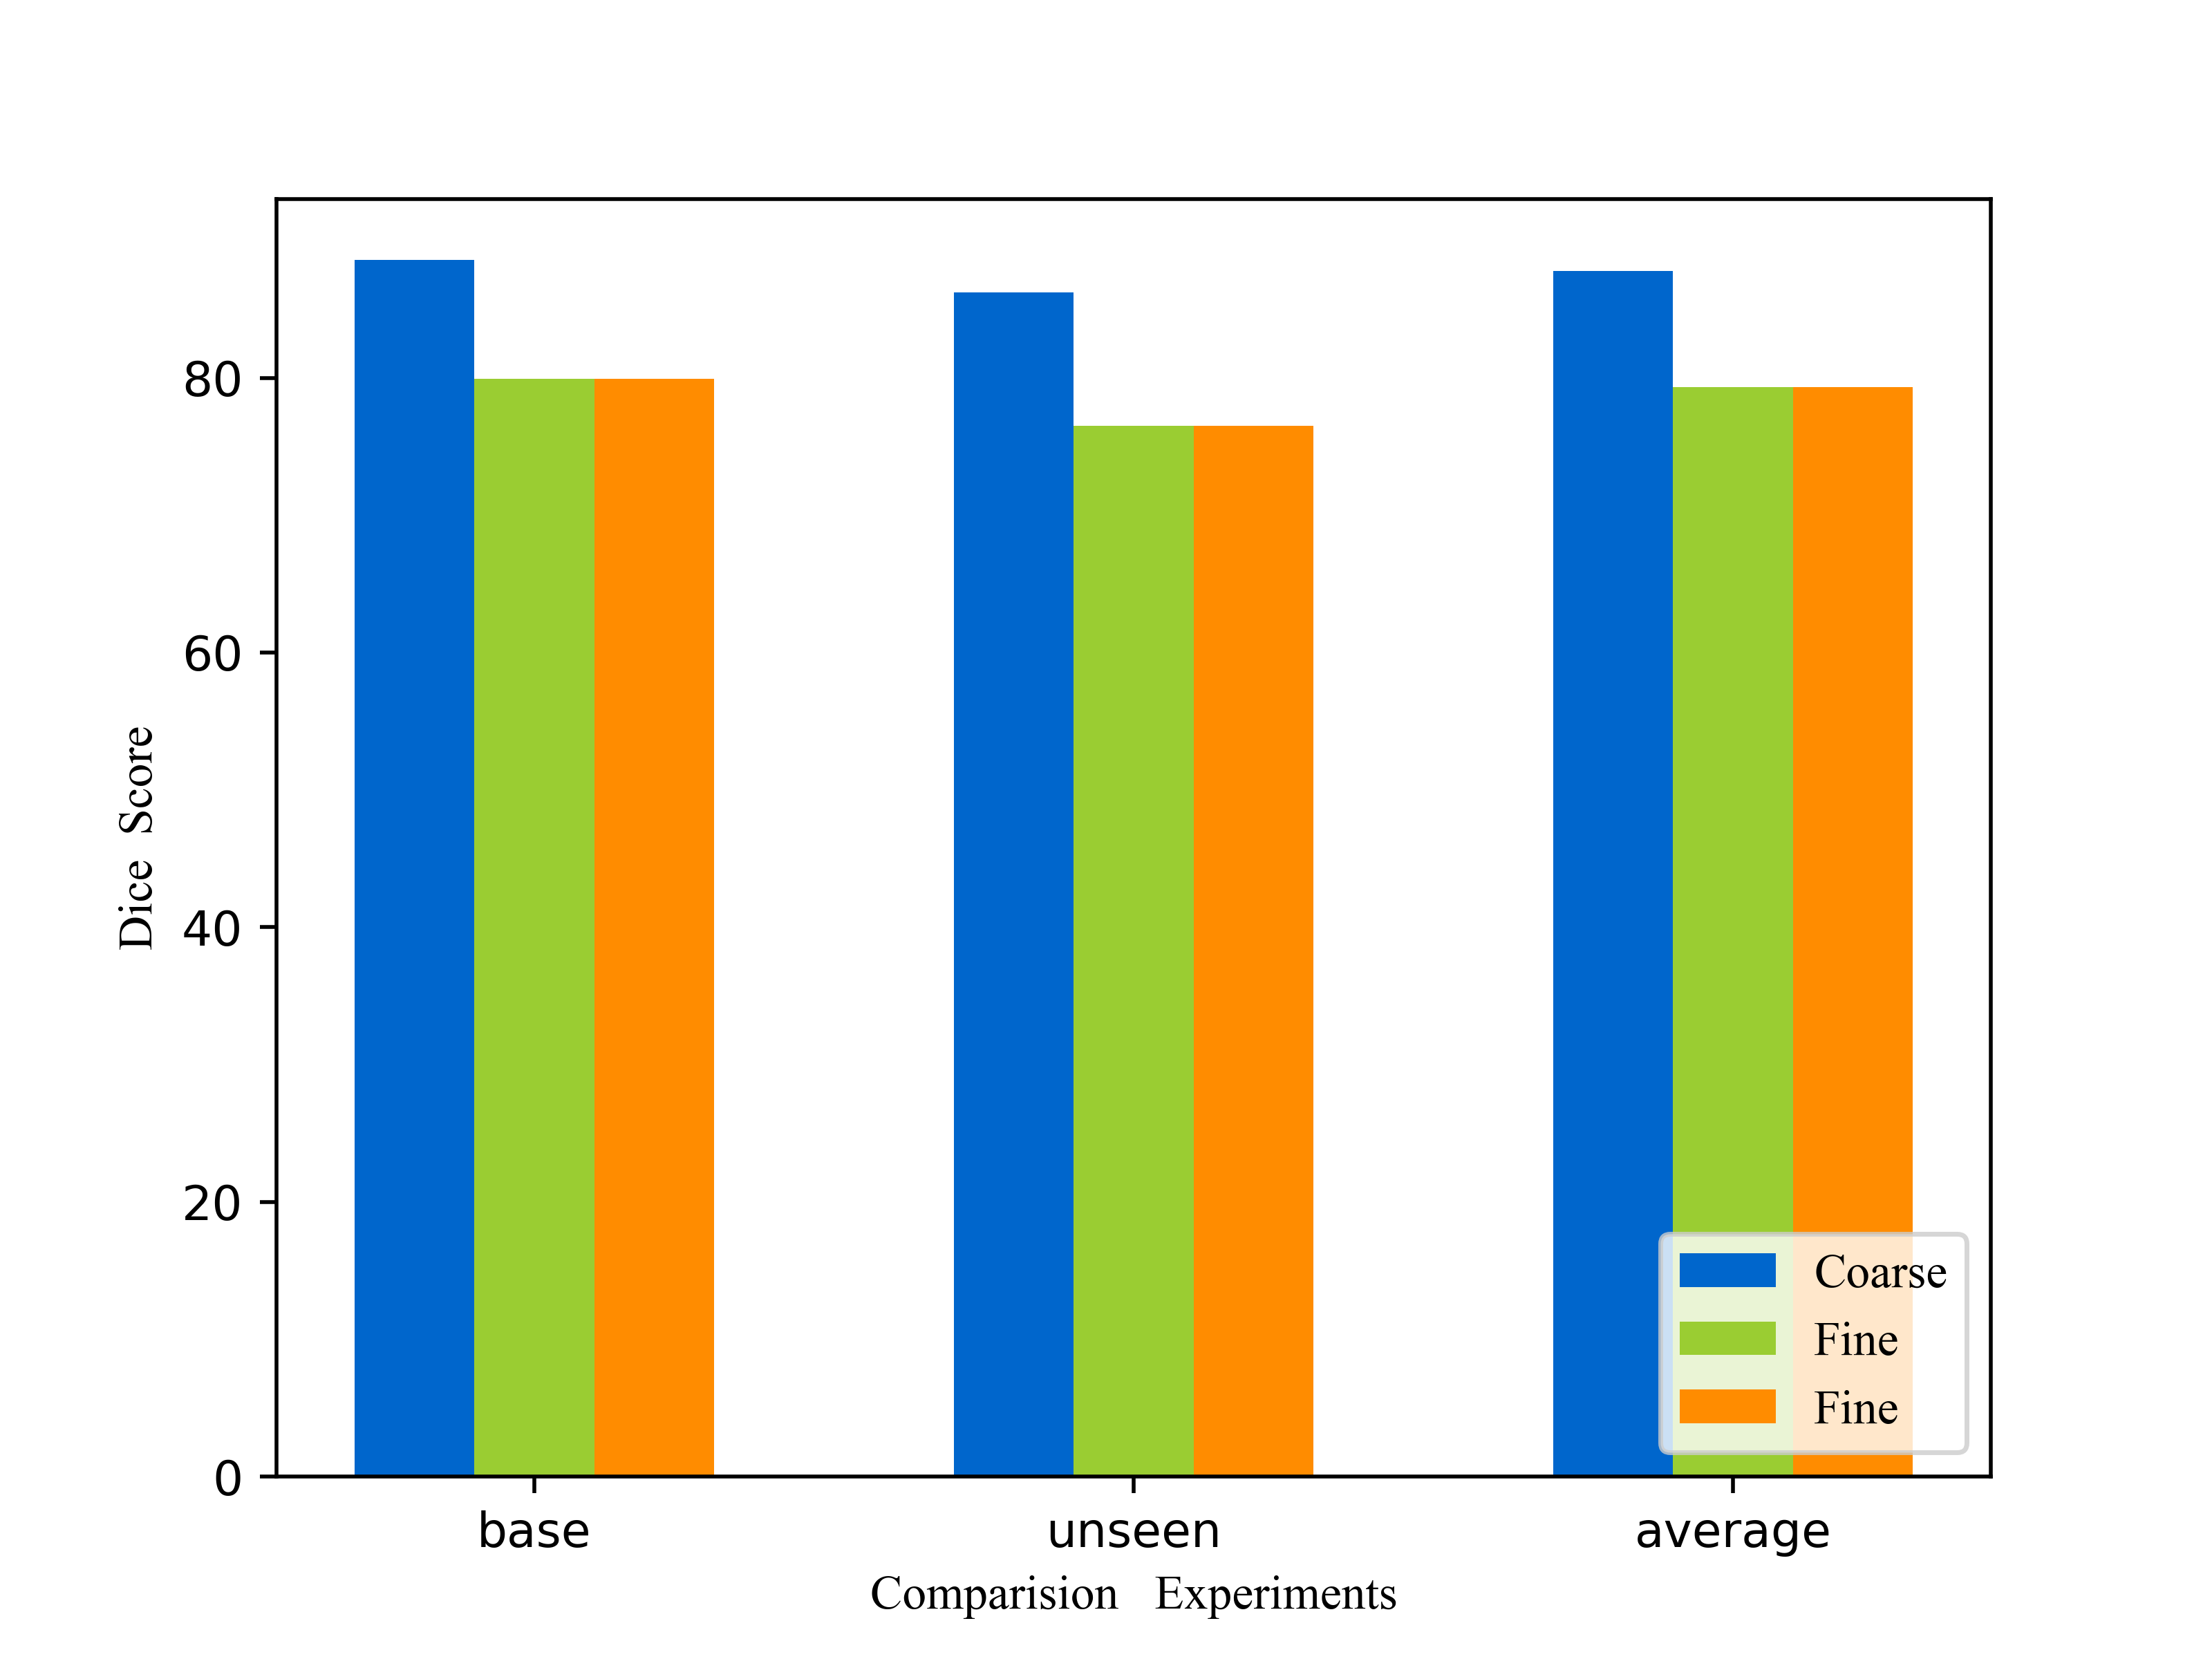 80
60
40
20
0
Dice Score
Coarse
Fine
Fine
base unseen average
Comparision Experiments